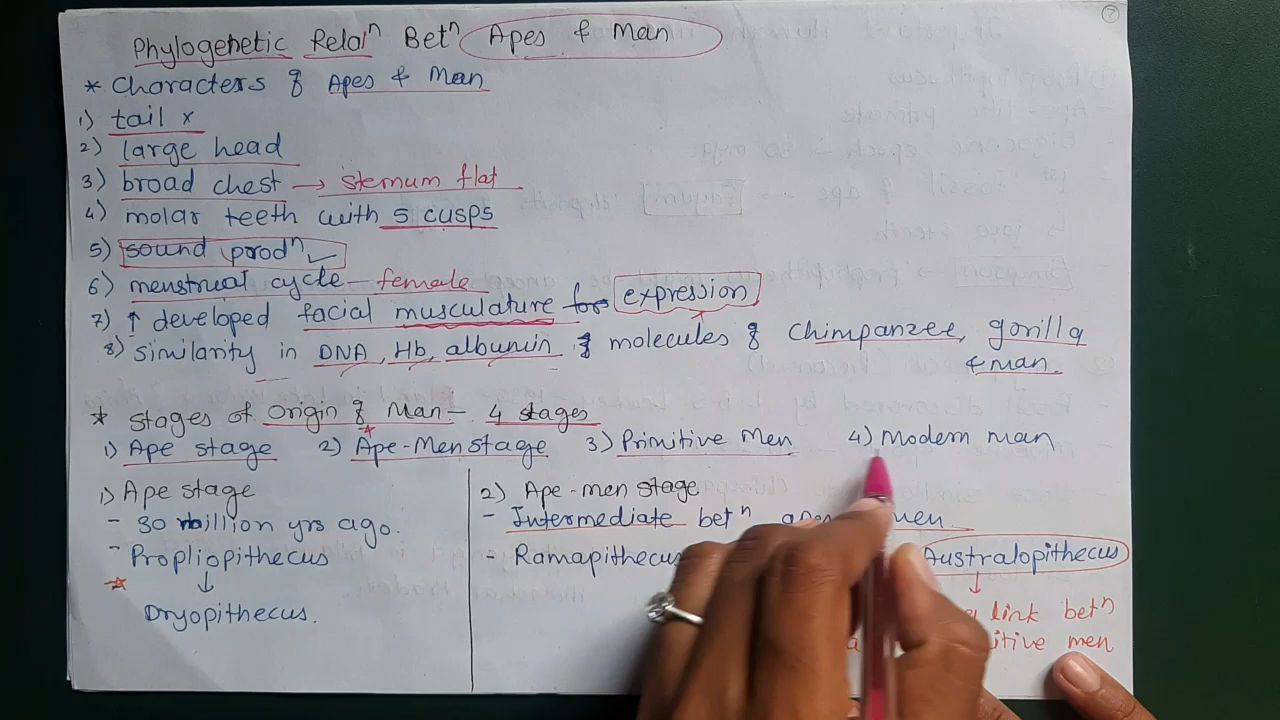 Phylogenetic Relaⁿ Betⁿ Apes & Man
* Characters of Apes & Man
1) tail x
2) large head
3) broad chest → sternum flat
4) molar teeth with 5 cusps
5) sound prodⁿ
6) menstrual cycle - female
7) ↑ developed facial musculature for expression
8) similarity in DNA, Hb, albumin of molecules of Chimpanzee, gorilla
& man.
* Stages of Origin of Man - 4 stages
1) Ape stage 2) Ape-Men stage 3) Primitive Men 4) Modern man
1) Ape stage
- 30 million yrs ago.
- Propliopithecus
↓
Dryopithecus.
2) Ape-men stage
- Intermediate betⁿ men
- Ramapithecus Australopithecus
↓
link betⁿ
men